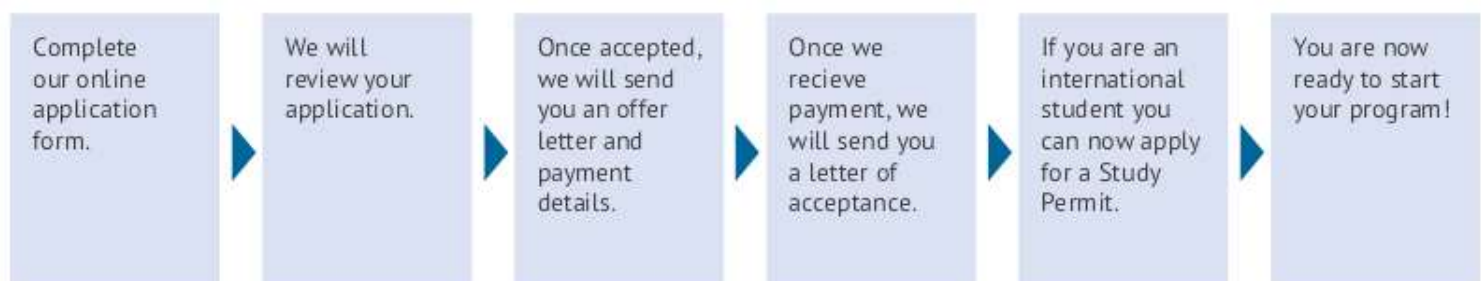 Complete
our online
application
form.
We will
review your
application.
Once accepted,
we will send
you an offer
letter and
payment
details.
Once we
recieve
payment, we
will send you
a letter of
acceptance.
If you are an
international
student you
can now apply
for a Study
Permit.
You are now
ready to start
your program!